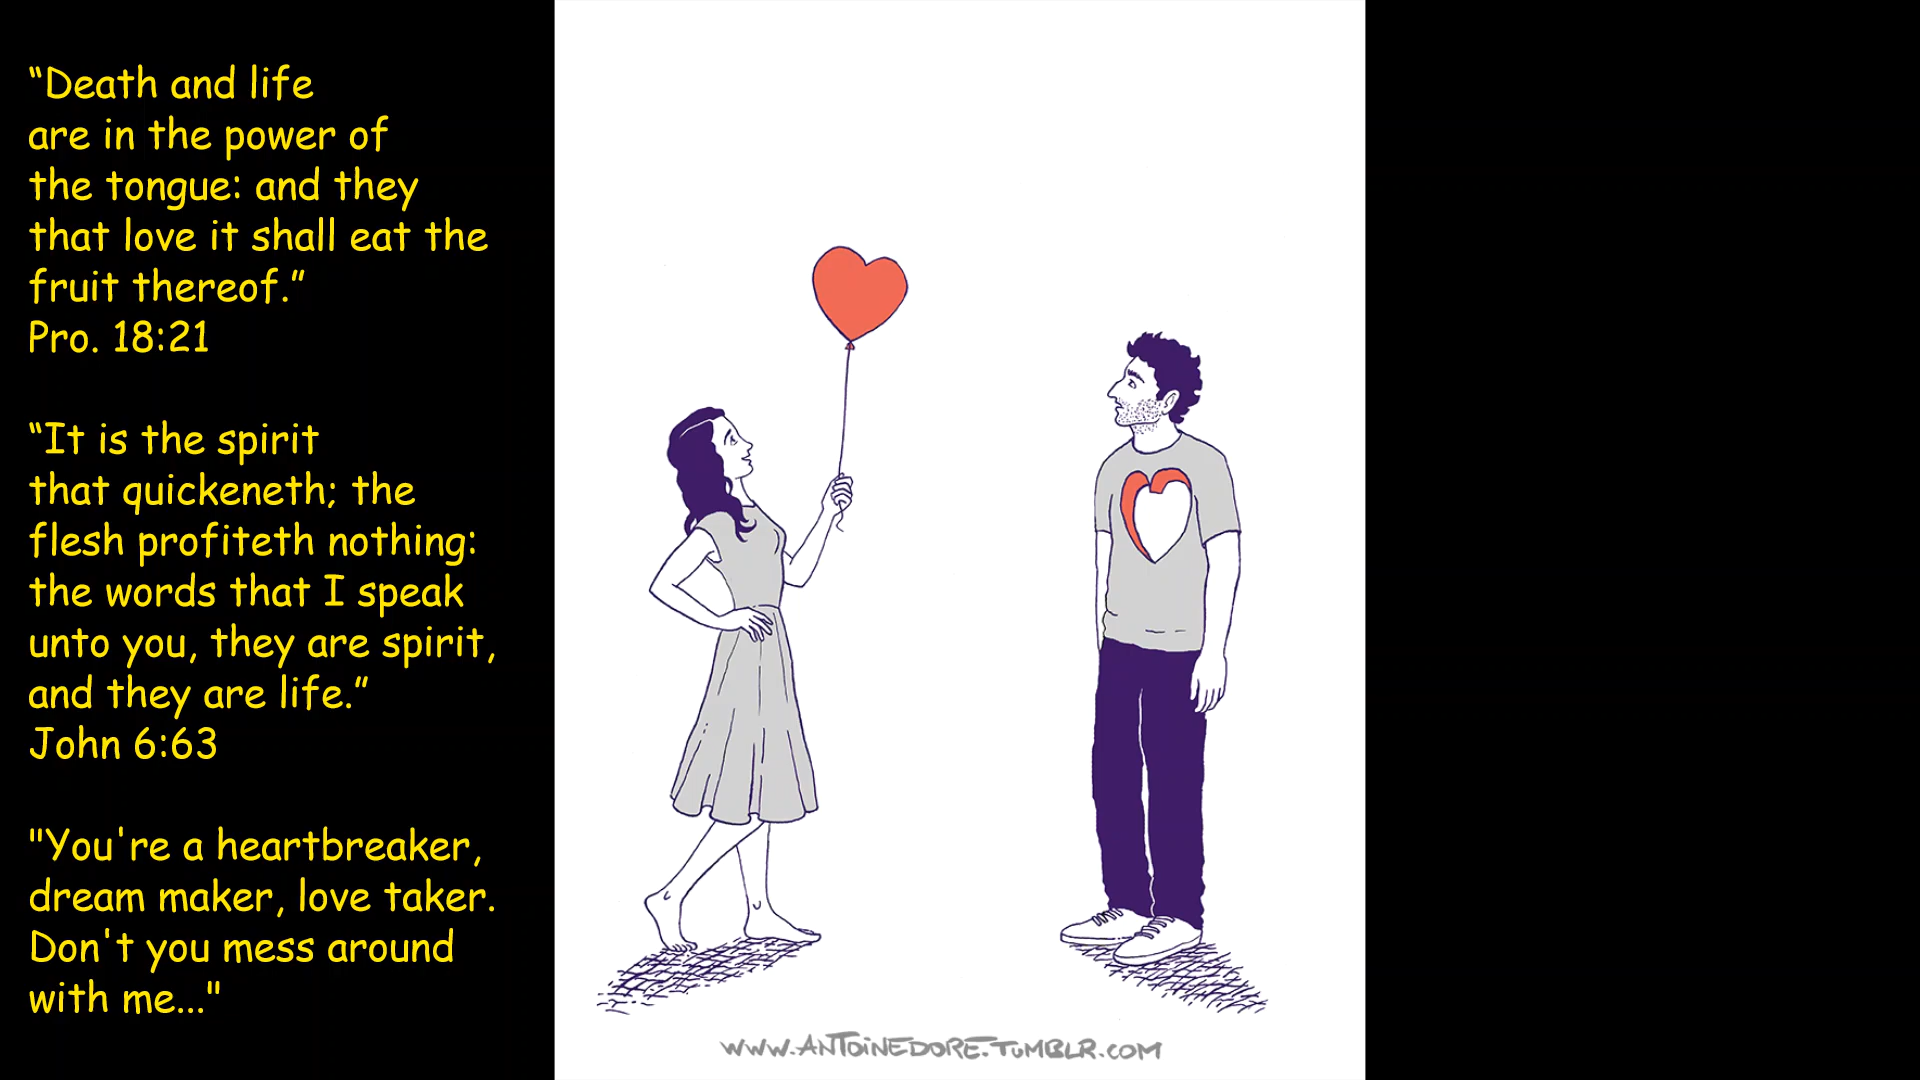 “Death and life
are in the power of
the tongue: and they
that love it shall eat the
fruit thereof.”
Pro. 18:21
“It is the spirit
that quickeneth; the
flesh profiteth nothing:
the words that I speak
unto you, they are spirit,
and they are life.”
John 6:63
"You're a heartbreaker,
dream maker, love taker.
Don't you mess around
with me..."
WWW.ANTOINEDORE.TUMBLR.COM